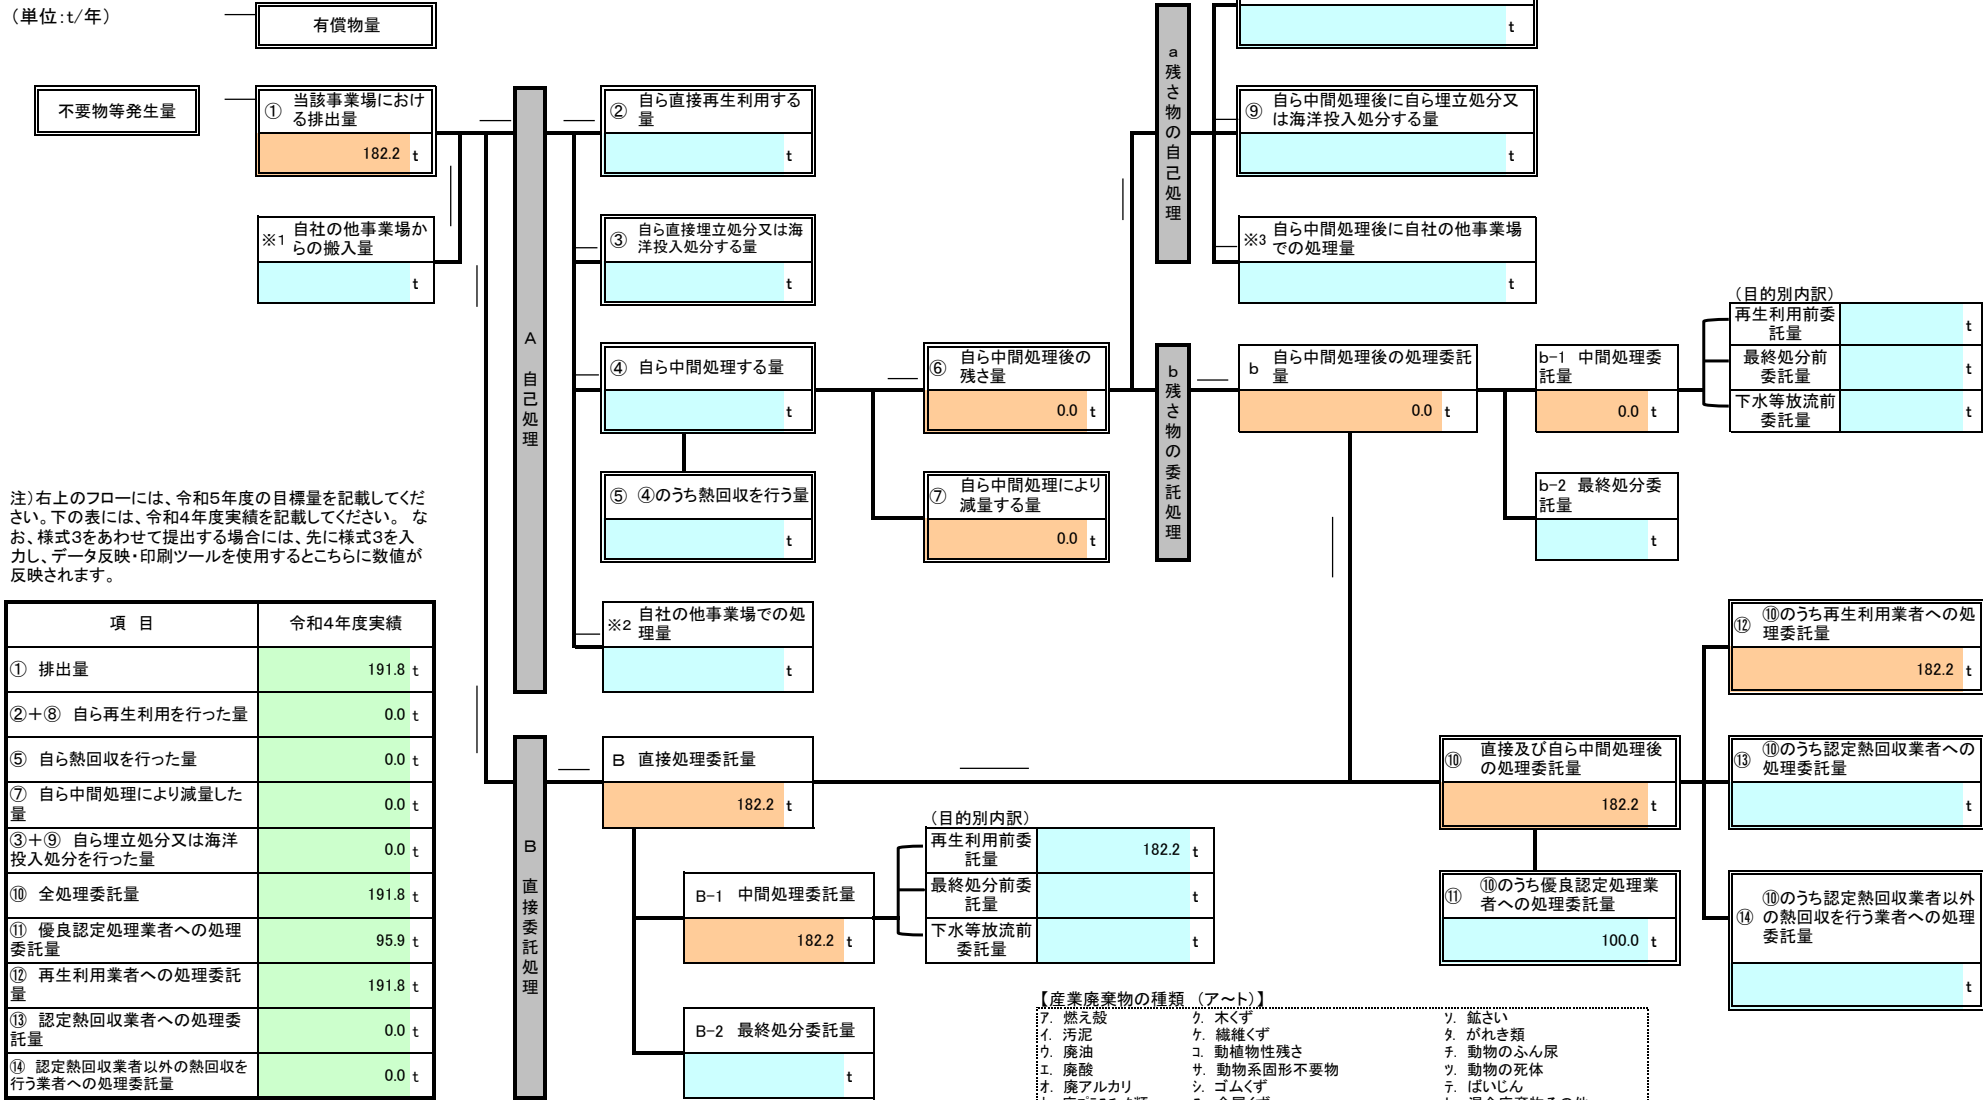 （単位：t/年）
有償物量
t
不要物等発生量
① 当該事業場におけ
る排出量
182.2 t
※1 自社の他事業場か
らの搬入量
t
A 自己処理
② 自ら直接再生利用する
量
t
③ 自ら直接埋立処分又は海
洋投入処分する量
t
④ 自ら中間処理する量
t
⑤ ④のうち熱回収を行う量
t
※2 自社の他事業場での処
理量
t
⑥ 自ら中間処理後の
残さ量
0.0 t
⑦ 自ら中間処理により
減量する量
0.0 t
a 残さ物の自己処理
⑨ 自ら中間処理後に自ら埋立処分又
は海洋投入処分する量
t
※3 自ら中間処理後に自社の他事業場
での処理量
t
b 残さ物の委託処理
b 自ら中間処理後の処理委託
量
0.0 t
b-1 中間処理委
託量
0.0 t
b-2 最終処分委
託量
t
（目的別内訳）
再生利用前委
託量
t
最終処分前
委託量
t
下水等放流前
委託量
t
注）右上のフローには、令和5年度の目標量を記載してくだ
さい。下の表には、令和4年度実績を記載してください。 な
お、様式3をあわせて提出する場合には、先に様式3を入
力し、データ反映・印刷ツールを使用するとこちらに数値が
反映されます。
項 目 令和4年度実績
① 排出量 191.8 t
②＋⑧ 自ら再生利用を行った量 0.0 t
⑤ 自ら熱回収を行った量 0.0 t
⑦ 自ら中間処理により減量した
量 0.0 t
③＋⑨ 自ら埋立処分又は海洋
投入処分を行った量 0.0 t
⑩ 全処理委託量 191.8 t
⑪ 優良認定処理業者への処理
委託量 95.9 t
⑫ 再生利用業者への処理委託
量 191.8 t
⑬ 認定熱回収業者への処理委
託量 0.0 t
⑭ 認定熱回収業者以外の熱回収を
行う業者への処理委託量 0.0 t
B 直接委託処理
B 直接処理委託量
182.2 t
B-1 中間処理委託量
182.2 t
B-2 最終処分委託量
t
（目的別内訳）
再生利用前委
託量
182.2 t
最終処分前委
託量
t
下水等放流前
委託量
t
⑩ 直接及び自ら中間処理後
の処理委託量
182.2 t
⑪ ⑩のうち優良認定処理業
者への処理委託量
100.0 t
⑫ ⑩のうち再生利用業者への処
理委託量
182.2 t
⑬ ⑩のうち認定熱回収業者への
処理委託量
t
⑭ ⑩のうち認定熱回収業者以外
の熱回収を行う業者への処理
委託量
t
【産業廃棄物の種類 （ア～ト）】
ア. 燃え殻 ク. 木くず ソ. 鉱さい
イ. 汚泥 ケ. 繊維くず タ. がれき類
ウ. 廃油 コ. 動植物性残さ チ. 動物のふん尿
エ. 廃酸 サ. 動物系固形不要物 ツ. 動物の死体
オ. 廃アルカリ シ. ゴムくず テ. ばいじん